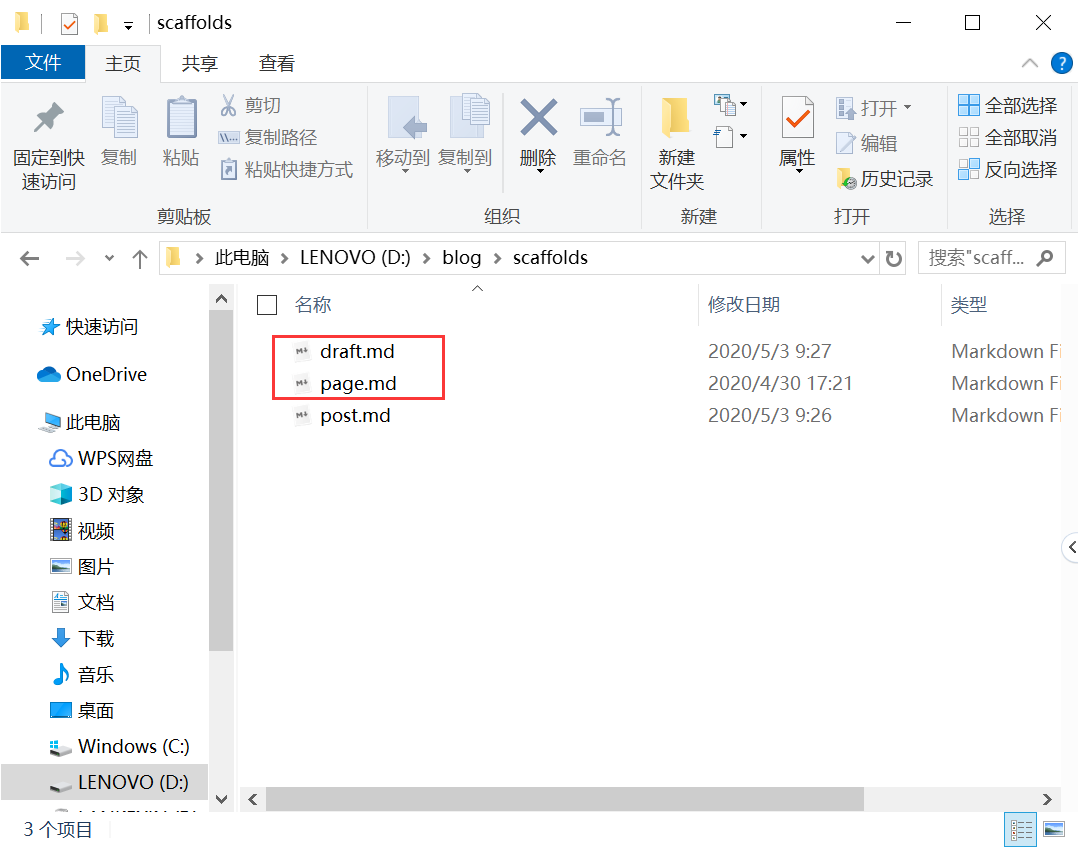 scaffolds
文件 主页 共享 查看
固定到快
速访问
复制
粘贴
剪切
复制路径
粘贴快捷方式
剪贴板
移动到
复制到
删除
重命名
组织
新建
文件夹
新建
属性
打开
编辑
历史记录
打开
全部选择
全部取消
反向选择
选择
此电脑 LENOVO (D:) blog scaffolds
搜索"scaff...
快速访问
OneDrive
此电脑
WPS网盘
3D 对象
视频
图片
文档
下载
音乐
桌面
Windows (C:)
LENOVO (D:)
名称 修改日期 类型
draft.md 2020/5/3 9:27 Markdown Fi
page.md 2020/4/30 17:21 Markdown Fi
post.md 2020/5/3 9:26 Markdown Fi
3 个项目